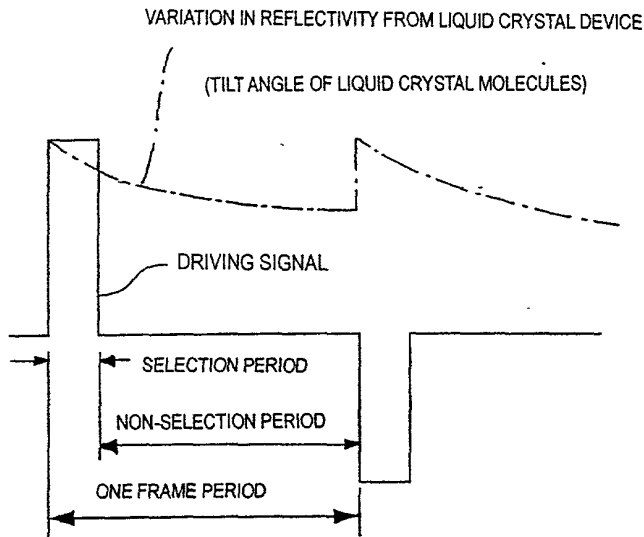 VARIATION IN REFLECTIVITY FROM LIQUID CRYSTAL DEVICE
(TILT ANGLE OF LIQUID CRYSTAL MOLECULES)
DRIVING SIGNAL
SELECTION PERIOD
NON-SELECTION PERIOD
ONE FRAME PERIOD